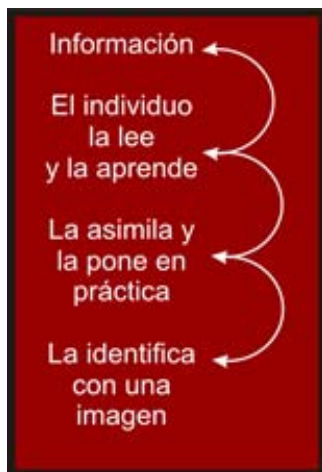 Información
El individuo
la lee
y la aprende
La asimila y
la pone en
práctica
La identifica
con una
imagen